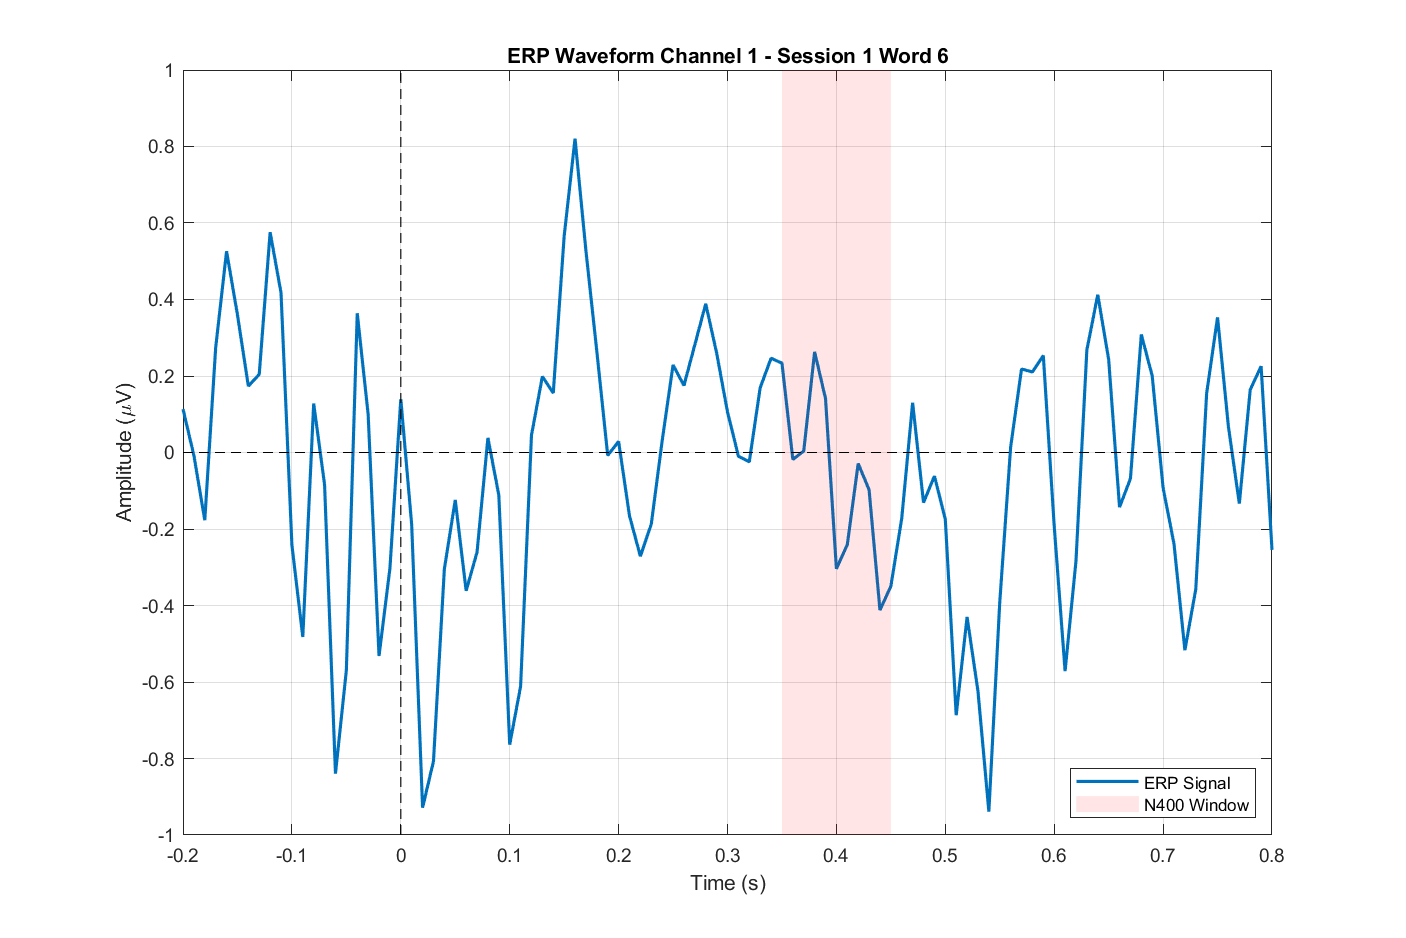 ERP Waveform Channel 1 - Session 1 Word 6
1
0.8
0.6
0.4
0.2
0
-0.2
-0.4
-0.6
-0.8
-1
Amplitude (μV)
-0.2 -0.1 0 0.1 0.2 0.3 0.4 0.5 0.6 0.7 0.8
Time (s)
ERP Signal
N400 Window